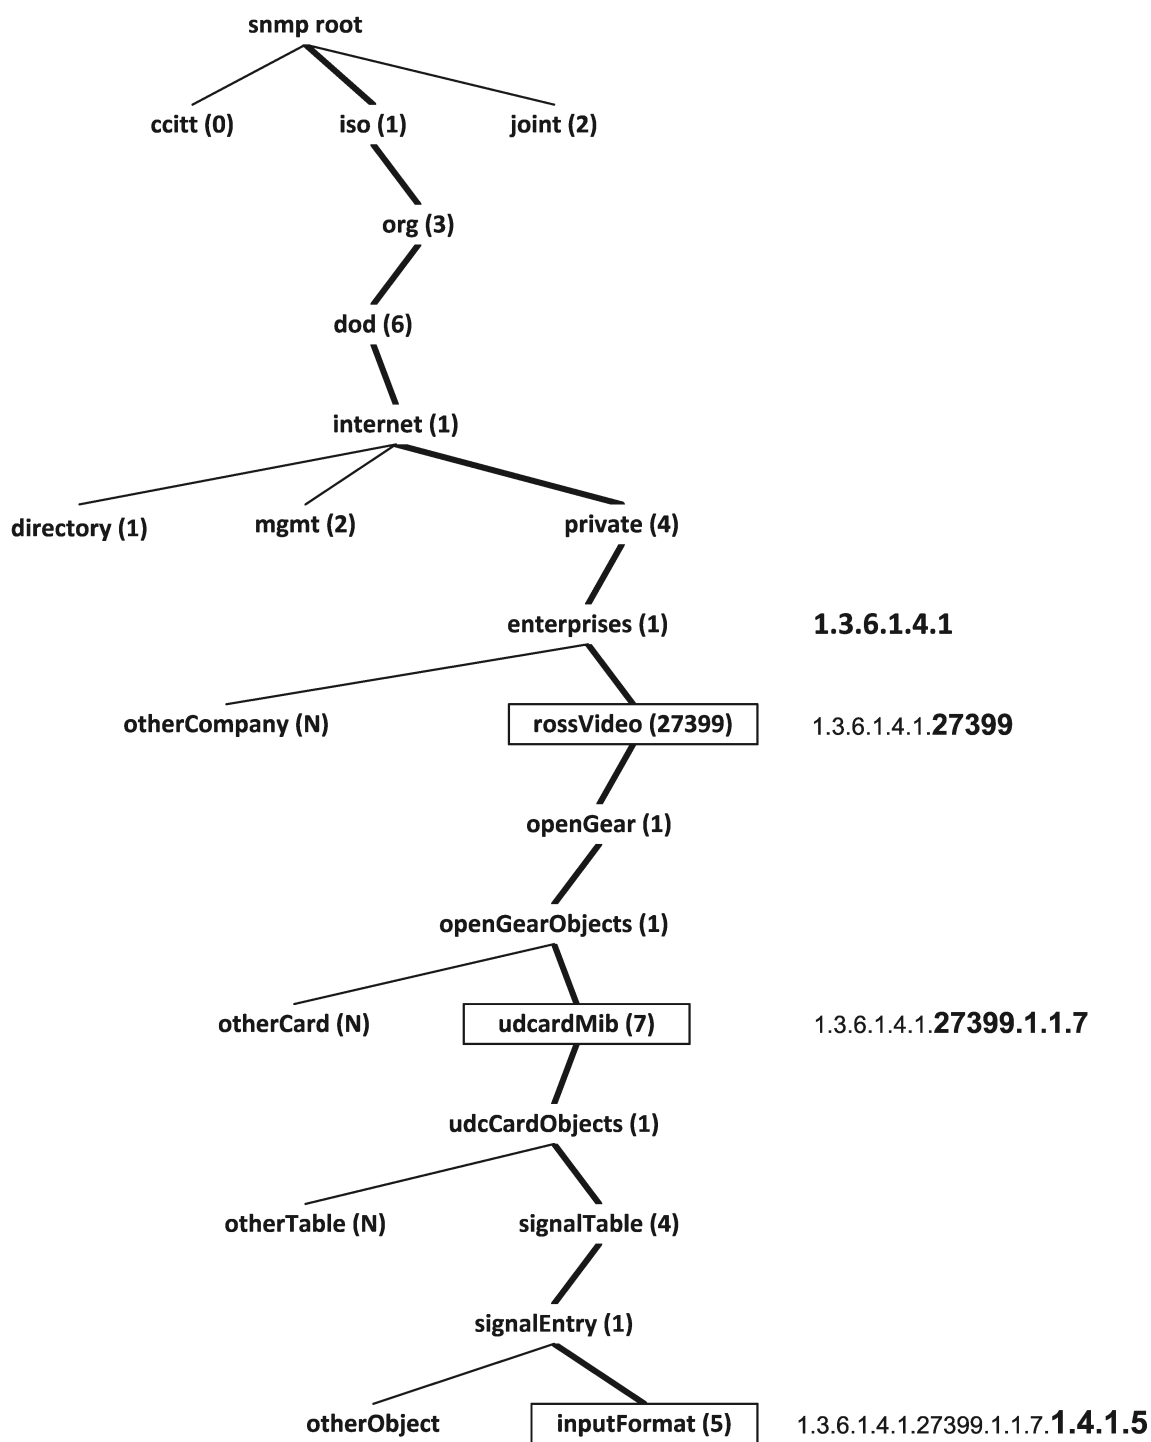 snmp root
ccitt (0) iso (1) joint (2)
org (3)
dod (6)
internet (1)
directory (1) mgmt (2) private (4)
enterprises (1) 1.3.6.1.4.1
otherCompany (N) rossVideo (27399) 1.3.6.1.4.1.27399
openGear (1)
openGearObjects (1)
otherCard (N) udcardMib (7) 1.3.6.1.4.1.27399.1.1.7
udcCardObjects (1)
otherTable (N) signalTable (4)
signalEntry (1)
otherObject inputFormat (5) 1.3.6.1.4.1.27399.1.1.7.1.4.1.5